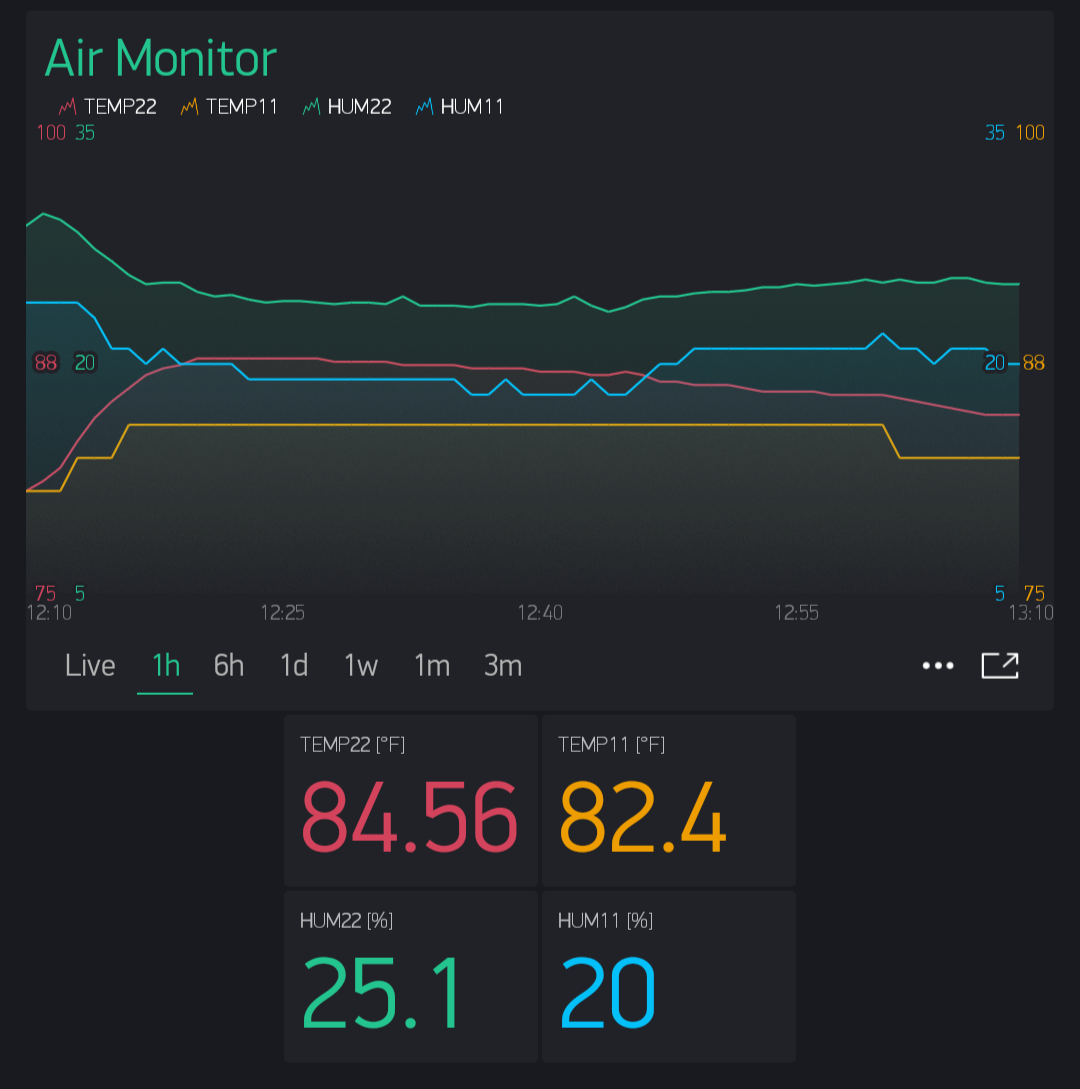 Air Monitor
TEMP22 TEMP11 HUM22 HUM11
100 35 35 100
88 20 20 88
75 5 5 75
12:10 12:25 12:40 12:55 13:10
Live 1h 6h 1d 1w 1m 3m
TEMP22 [°F] TEMP11 [°F]
84.56 82.4
HUM22 [%] HUM11 [%]
25.1 20